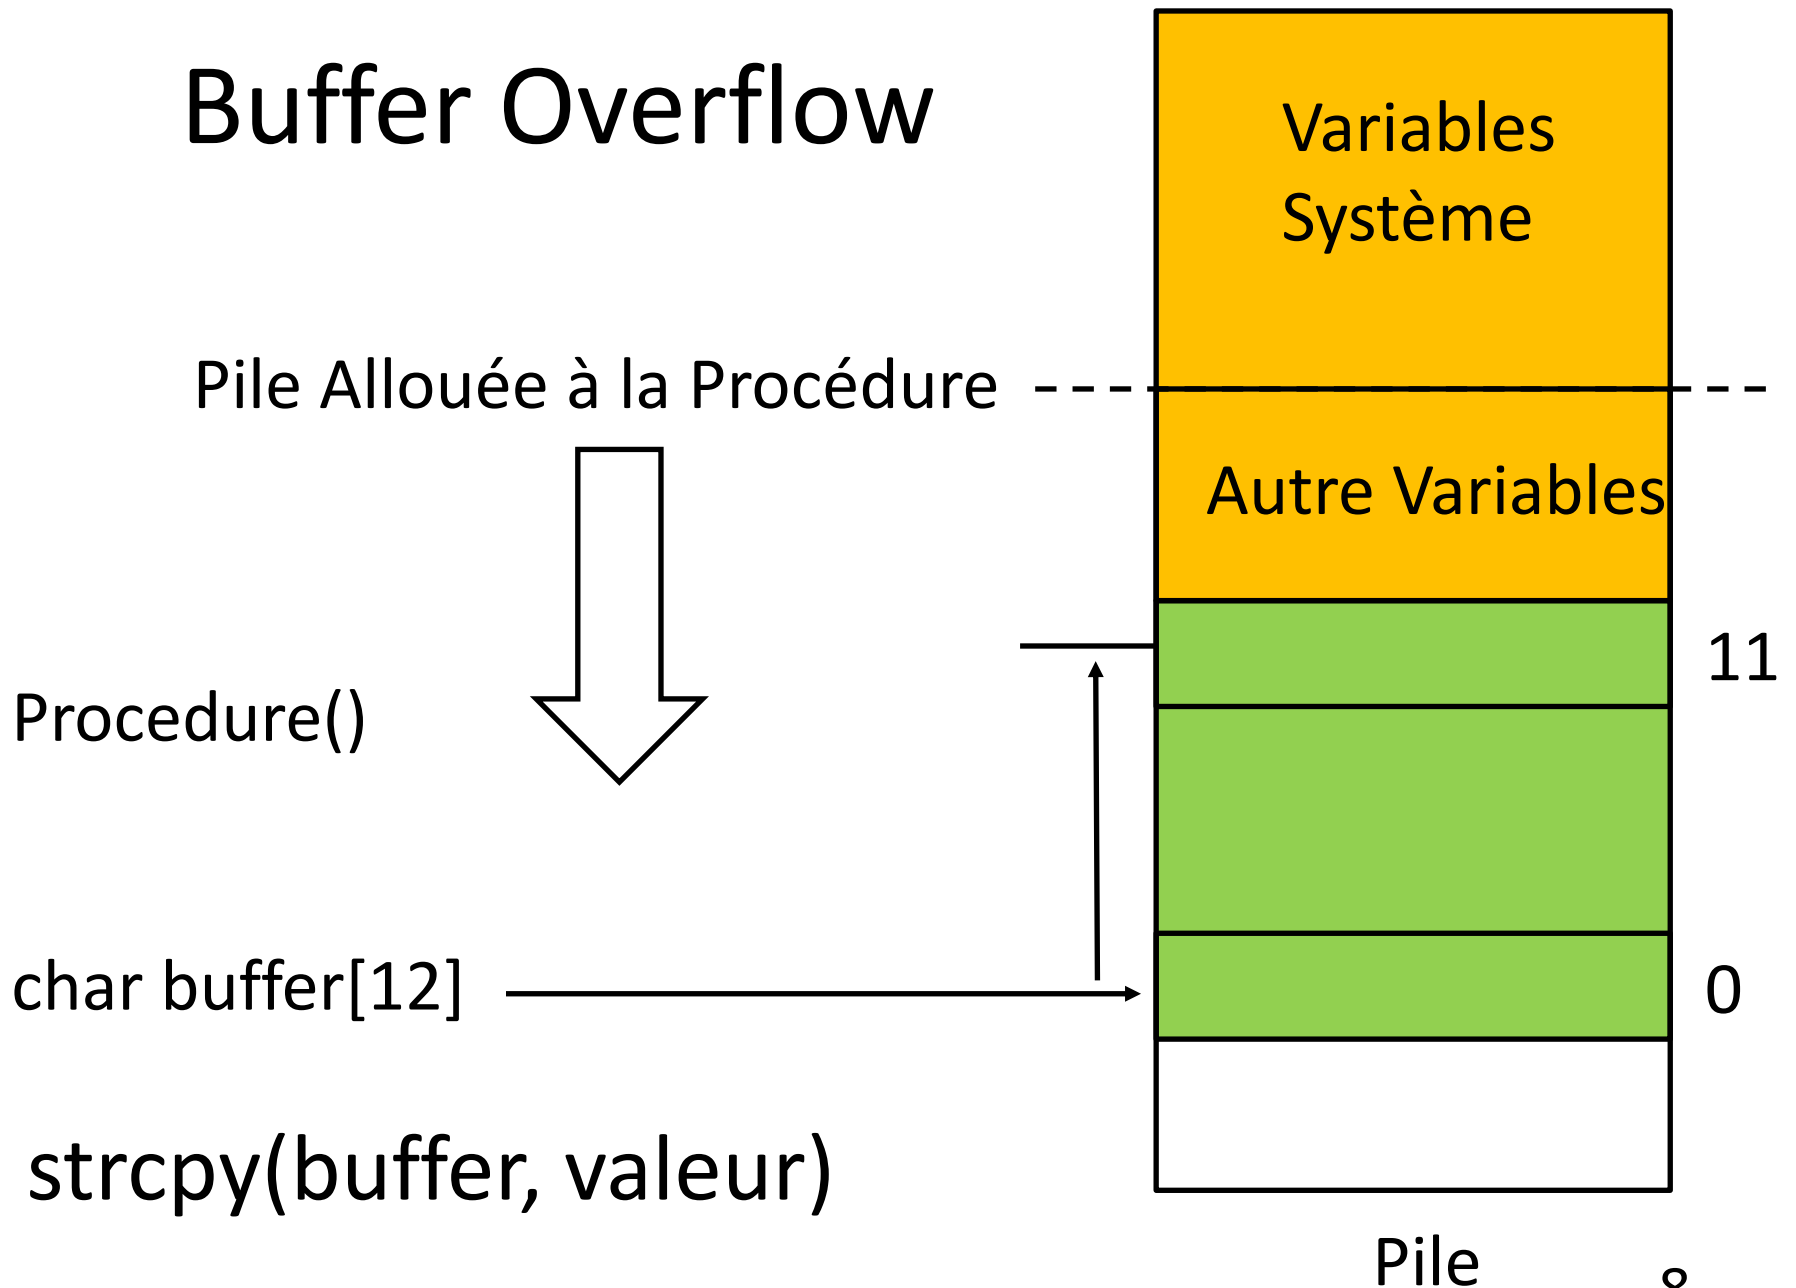 Buffer Overflow
Variables
Système
Pile Allouée à la Procédure
Autre Variables
11
Procedure()
char buffer[12]
0
strcpy(buffer, valeur)
Pile
8